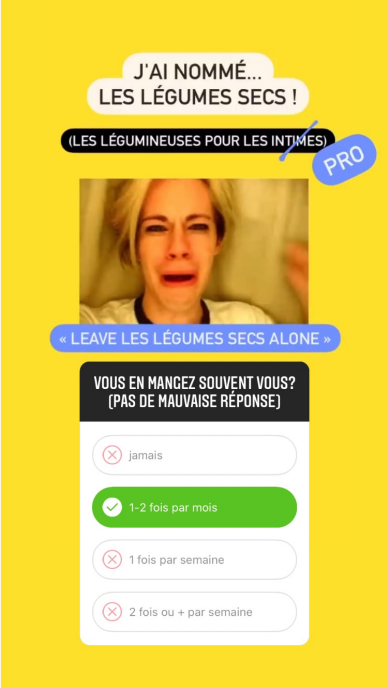 J'AI NOMMÉ...
LES LÉGUMES SECS !
(LES LÉGUMINEUSES POUR LES INTIMES)
PRO
« LEAVE LES LÉGUMES SECS ALONE »
VOUS EN MANGEZ SOUVENT VOUS?
(PAS DE MAUVAISE RÉPONSE)
jamais
1-2 fois par mois
1 fois par semaine
2 fois ou + par semaine